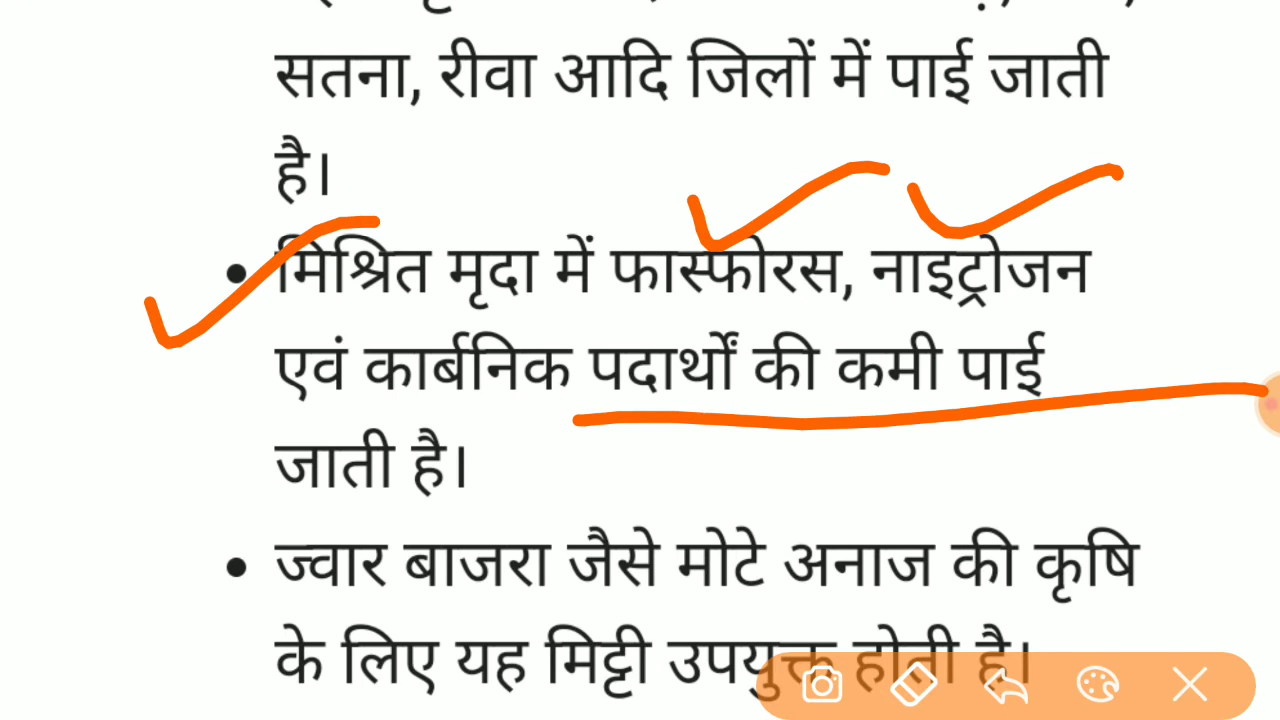 सतना, रीवा आदि जिलों में पाई जाती
है।
• मिश्रित मृदा में फास्फोरस, नाइट्रोजन
एवं कार्बनिक पदार्थों की कमी पाई
जाती है।
• ज्वार बाजरा जैसे मोटे अनाज की कृषि
के लिए यह मिट्टी उपयुक्त होती है।